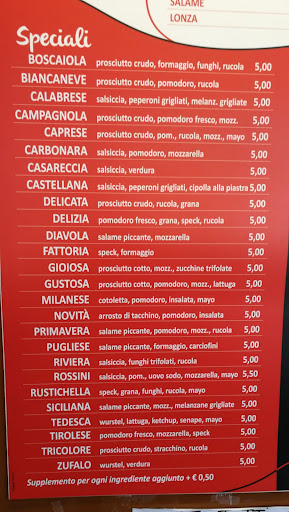 SALAME
LONZA
Speciali
BOSCAIOLA prosciutto crudo, formaggio, funghi, rucola 5,00
BIANCANEVE prosciutto crudo, pomodoro, rucola 5,00
CALABRESE salsiccia, peperoni grigliati, melanz. grigliate 5,00
CAMPAGNOLA prosciutto crudo, pomodoro fresco, mozz. 5,00
CAPRESE prosciutto crudo, pom., rucola, mozz., mayo 5,00
CARBONARA salsiccia, pomodoro, mozzarella 5,00
CASARECCIA salsiccia, verdura 5,00
CASTELLANA salsiccia, peperoni grigliati, cipolla alla piastra 5,00
DELICATA prosciutto crudo, rucola, grana 5,00
DELIZIA pomodoro fresco, grana, speck, rucola 5,00
DIAVOLA salame piccante, mozzarella 5,00
FATTORIA speck, formaggio 5,00
GIOIOSA prosciutto cotto, mozz., zucchine trifolate 5,00
GUSTOSA prosciutto cotto, pomodoro, mozz., lattuga 5,00
MILANESE cotoletta, pomodoro, insalata, mayo 5,00
NOVITÀ arrosto di tacchino, pomodoro, insalata 5,00
PRIMAVERA salame piccante, pomodoro, mozz., rucola 5,00
PUGLIESE salame piccante, formaggio, carciofini 5,00
RIVIERA salsiccia, funghi trifolati, rucola 5,00
ROSSINI salsiccia, pom., uovo sodo, mozzarella, mayo 5,50
RUSTICHELLA speck, grana, funghi, rucola, mayo 5,00
SICILIANA salame piccante, mozz., melanzane grigliate 5,00
TEDESCA wurstel, lattuga, ketchup, senape, mayo 5,00
TIROLESE pomodoro fresco, mozzarella, speck 5,00
TRICOLORE prosciutto crudo, stracchino, rucola 5,00
ZUFALO wurstel, verdura 5,00
Supplemento per ogni ingrediente aggiunto + € 0,50